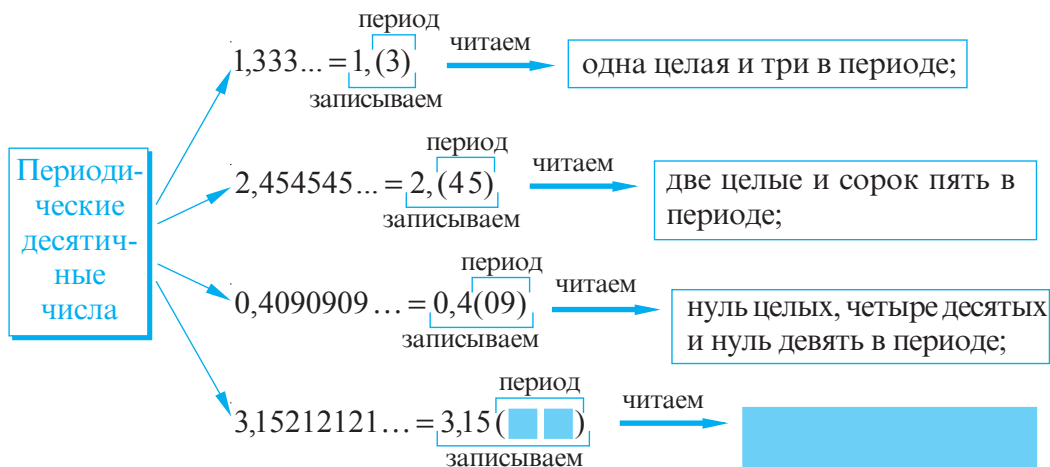 период
1,333... = 1,(3)
записываем
читаем
одна целая и три в периоде;
Периоди-
ческие
десятич-
ные
числа
период
2,454545... = 2,(45)
записываем
читаем
две целые и сорок пять в
периоде;
период
0,4090909... = 0,4(09)
записываем
читаем
нуль целых, четыре десятых
и нуль девять в периоде;
период
3,15212121... = 3,15( )
записываем
читаем